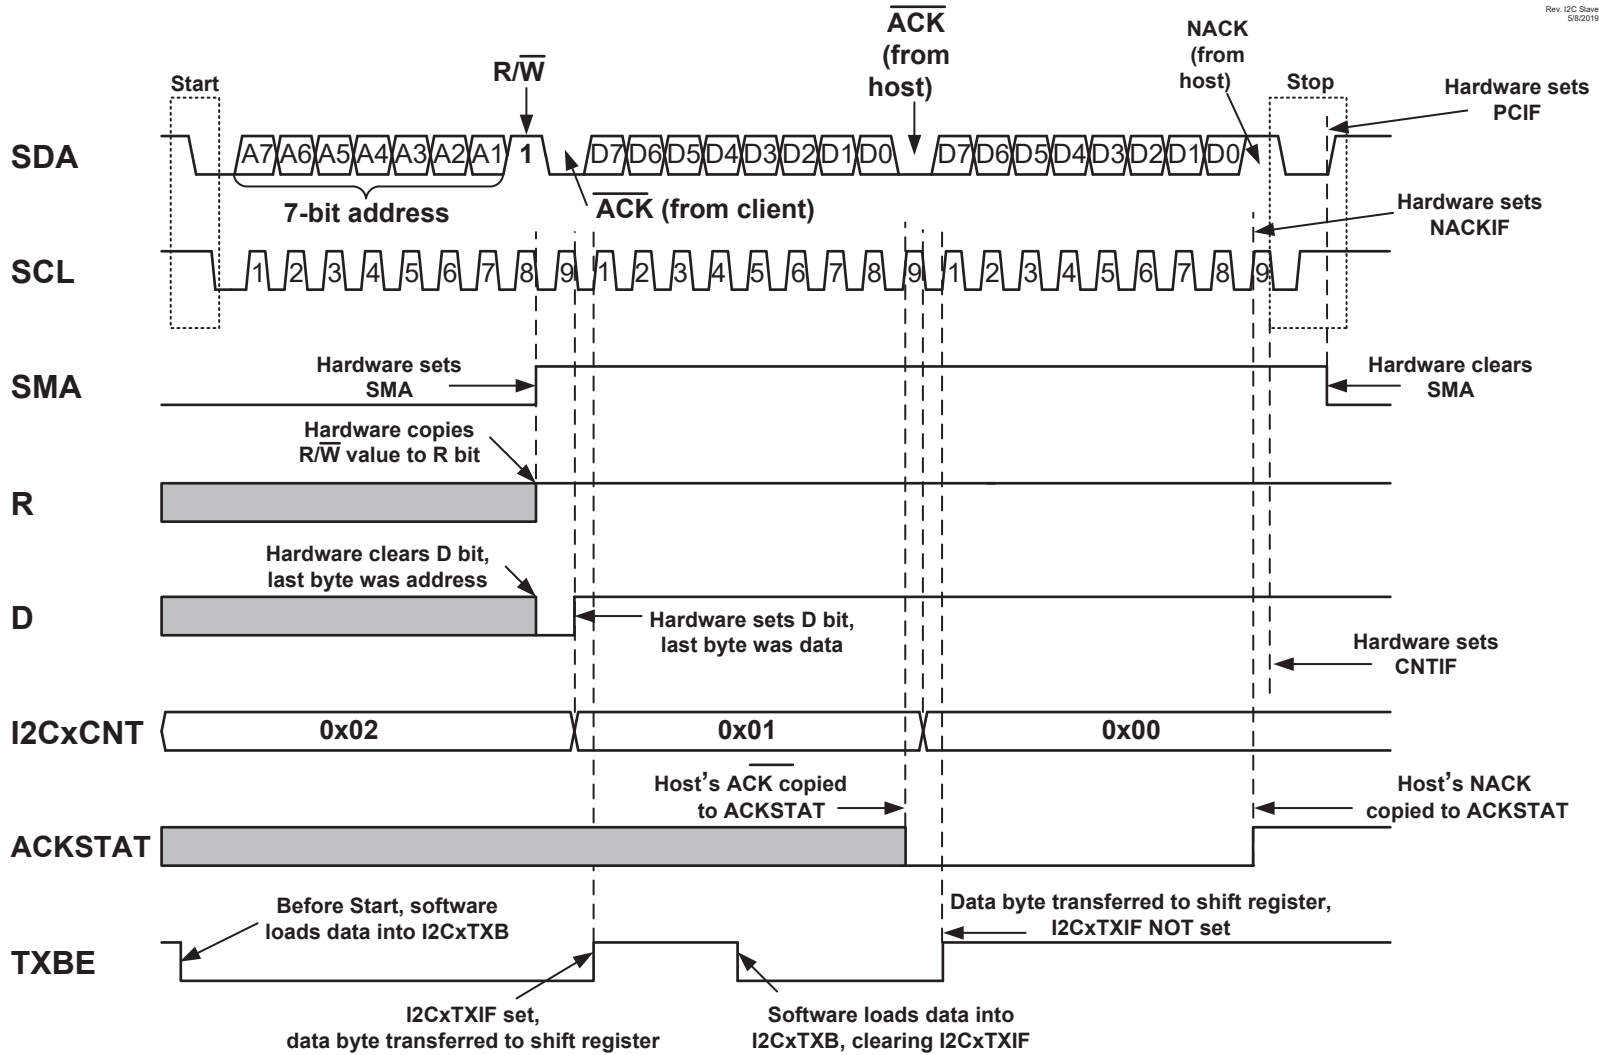 Rev. I2C Slave
5/8/2019
ACK
(from
host)
NACK
(from
host)
R/W
Start
Stop
Hardware sets
PCIF
SDA
A7 A6 A5 A4 A3 A2 A1 1 D7 D6 D5 D4 D3 D2 D1 D0 D7 D6 D5 D4 D3 D2 D1 D0
7-bit address
ACK (from client)
Hardware sets
NACKIF
SCL
1 2 3 4 5 6 7 8 9 1 2 3 4 5 6 7 8 9 1 2 3 4 5 6 7 8 9
SMA
Hardware sets
SMA
Hardware clears
SMA
Hardware copies
R/W value to R bit
R
Hardware clears D bit,
last byte was address
D
Hardware sets D bit,
last byte was data
Hardware sets
CNTIF
I2CxCNT
0x02 0x01 0x00
Host's ACK copied
to ACKSTAT
Host's NACK
copied to ACKSTAT
ACKSTAT
Before Start, software
loads data into I2CxTXB
Data byte transferred to shift register,
I2CxTXIF NOT set
TXBE
I2CxTXIF set,
data byte transferred to shift register
Software loads data into
I2CxTXB, clearing I2CxTXIF